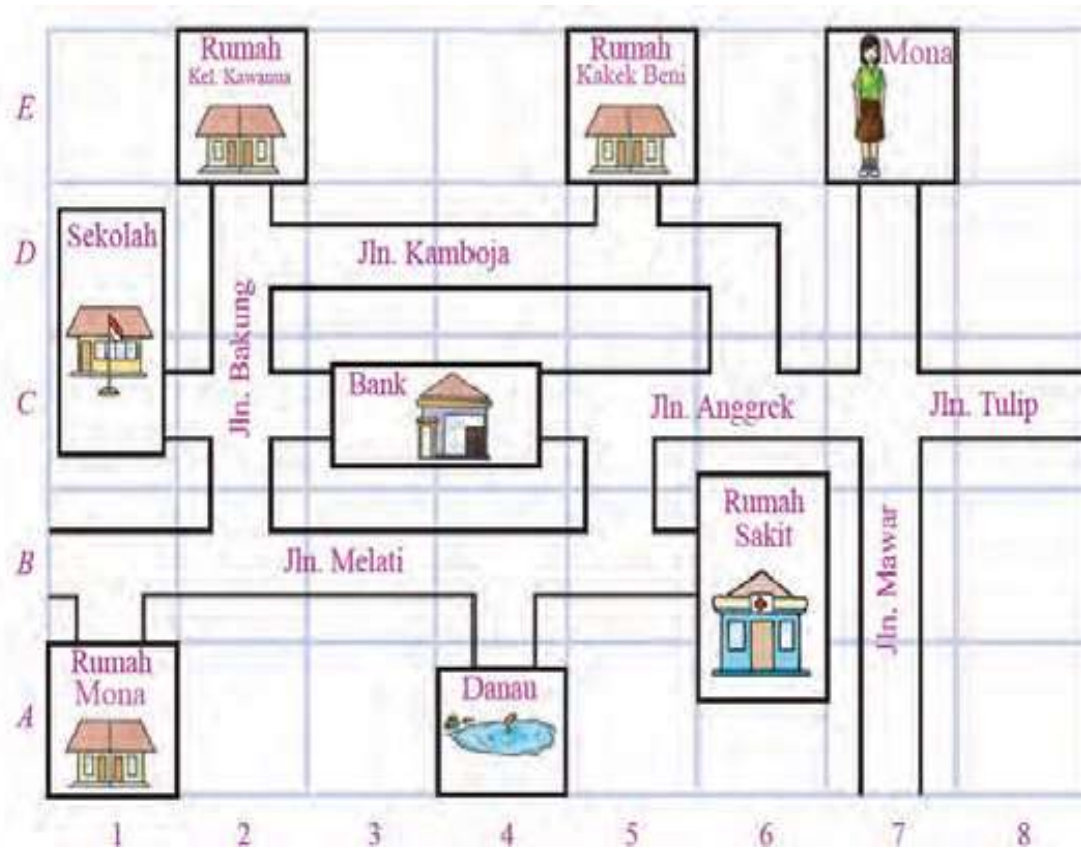 Rumah
Kel. Kawanua
Rumah
Kakek Beni
Mona
E
Sekolah
D
Jln. Kamboja
Jln. Bakung
Bank
C
Jln. Anggrek
Jln. Tulip
Rumah
Sakit
B
Jln. Melati
Jln. Mawar
Rumah
Mona
Danau
A
1 2 3 4 5 6 7 8